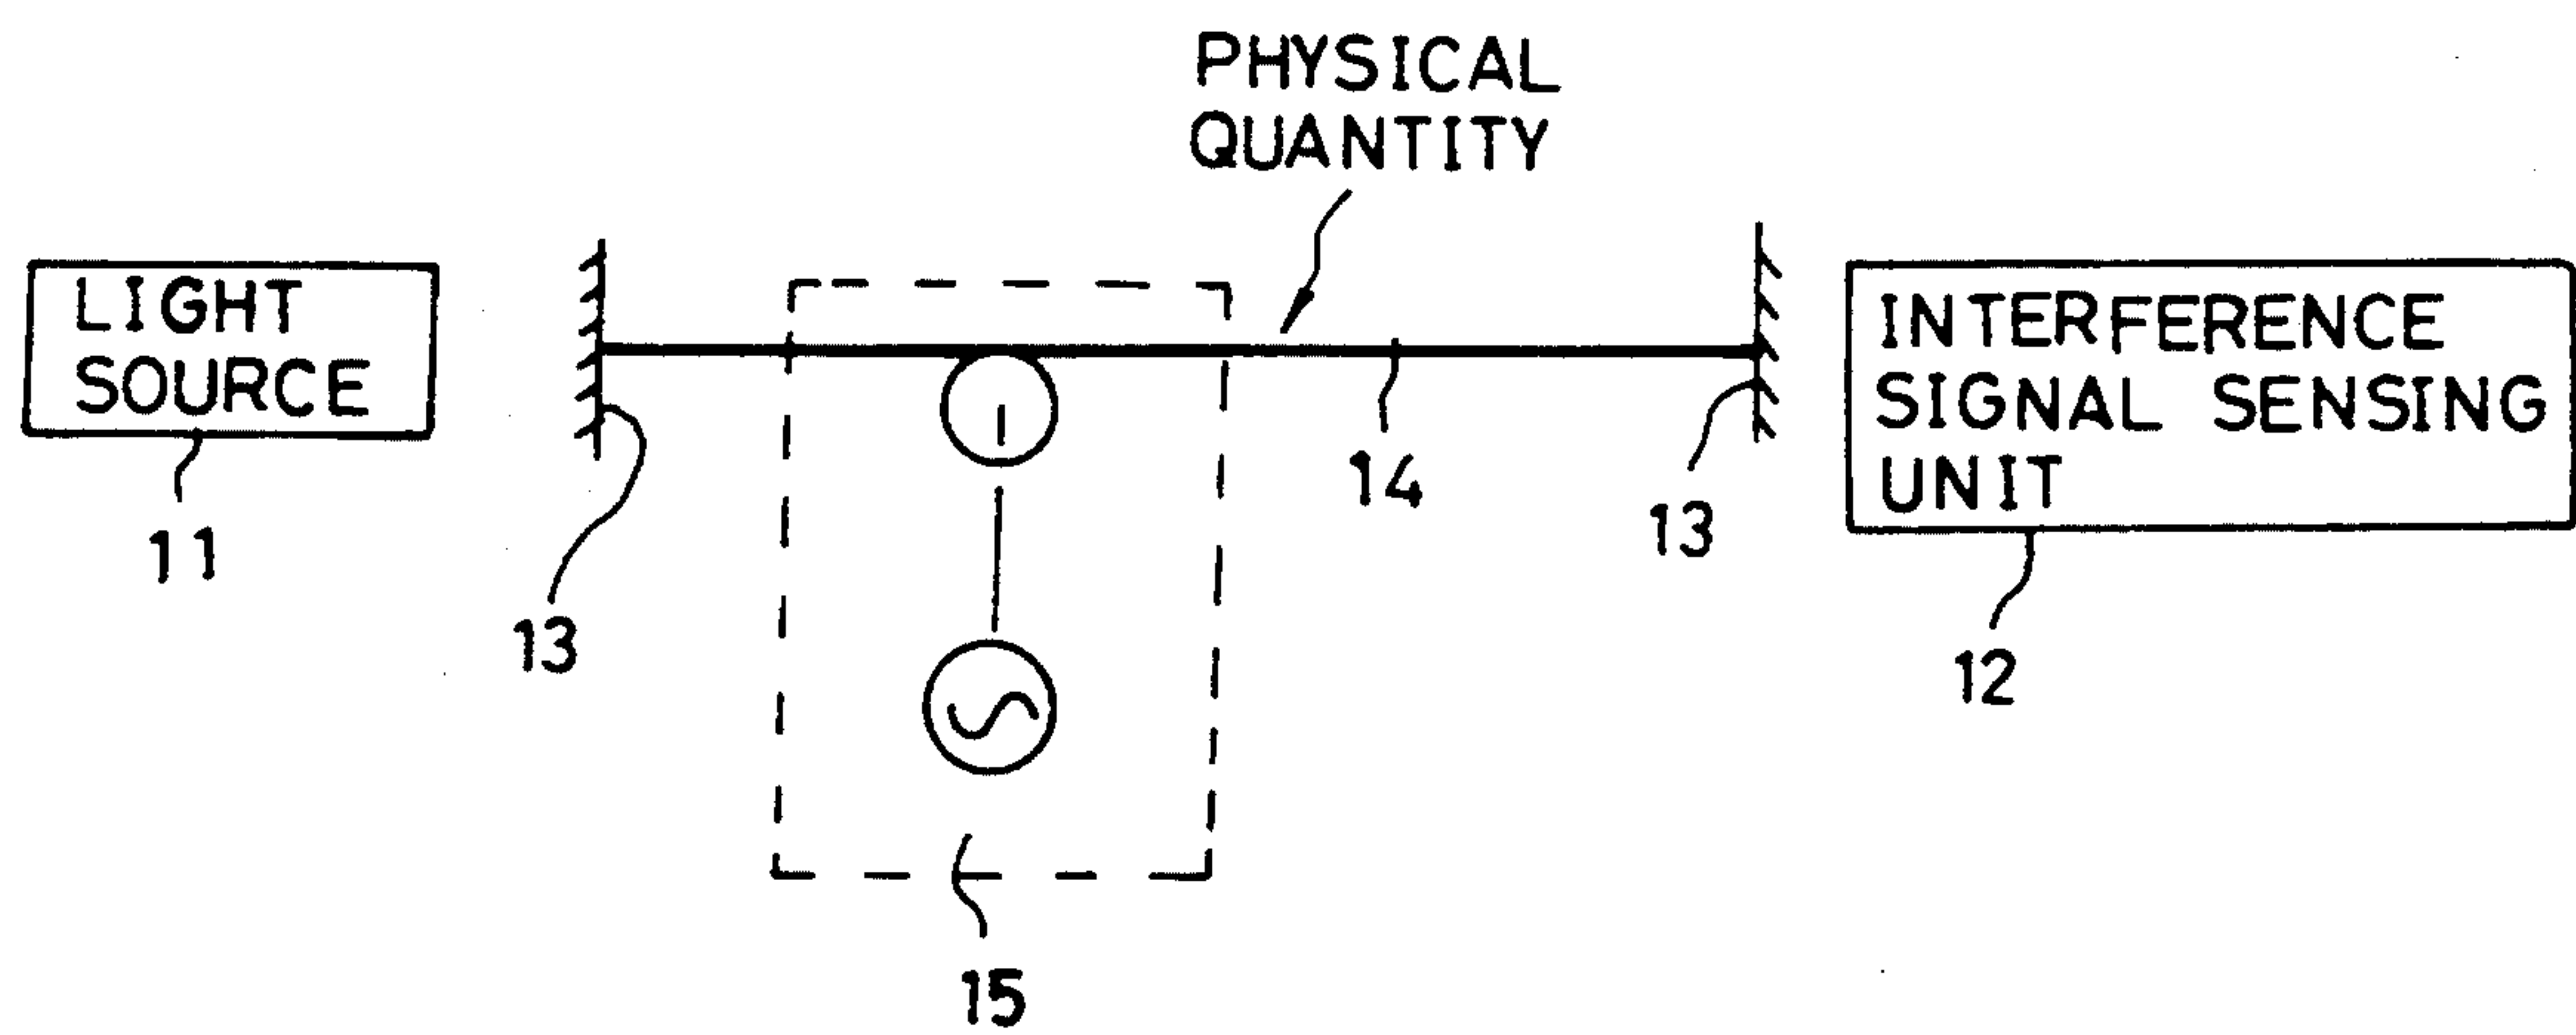 PHYSICAL
QUANTITY
LIGHT
SOURCE
INTERFERENCE
SIGNAL SENSING
UNIT
11
13
14
13
12
15